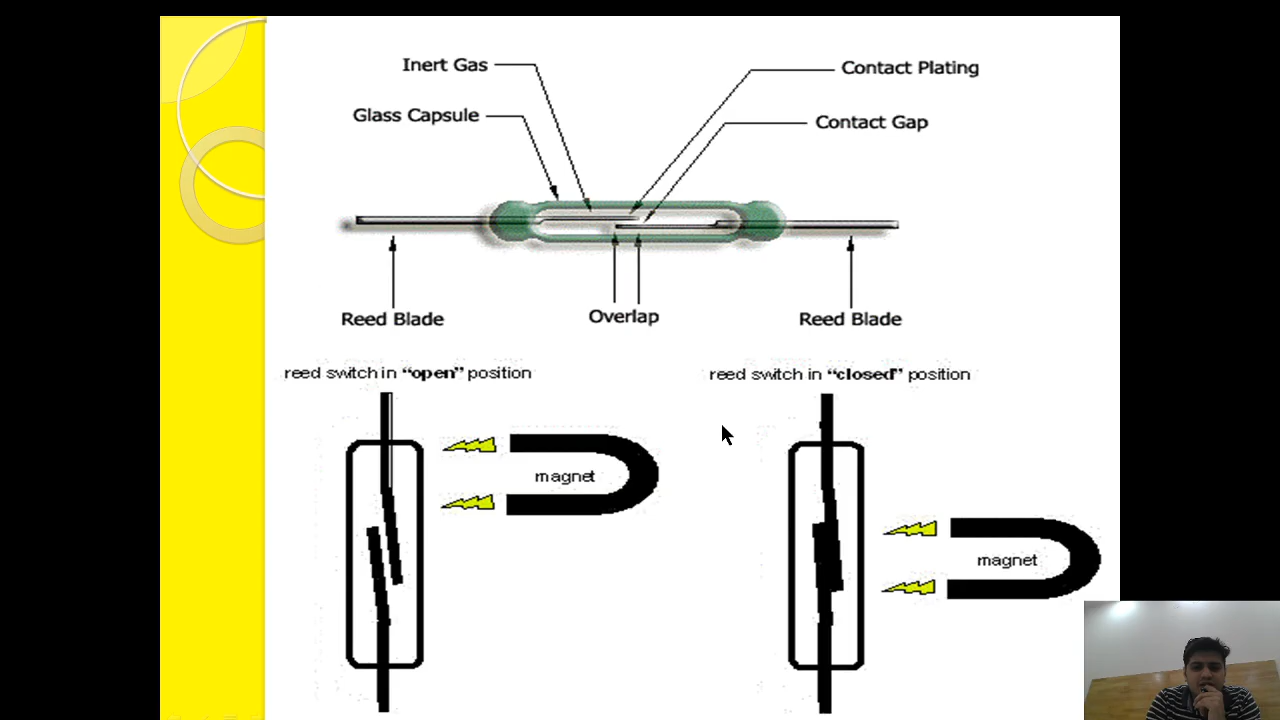 Inert Gas
Contact Plating
Glass Capsule
Contact Gap
Reed Blade
Overlap
Reed Blade
reed switch in “open” position
reed switch in “closed” position
magnet
magnet